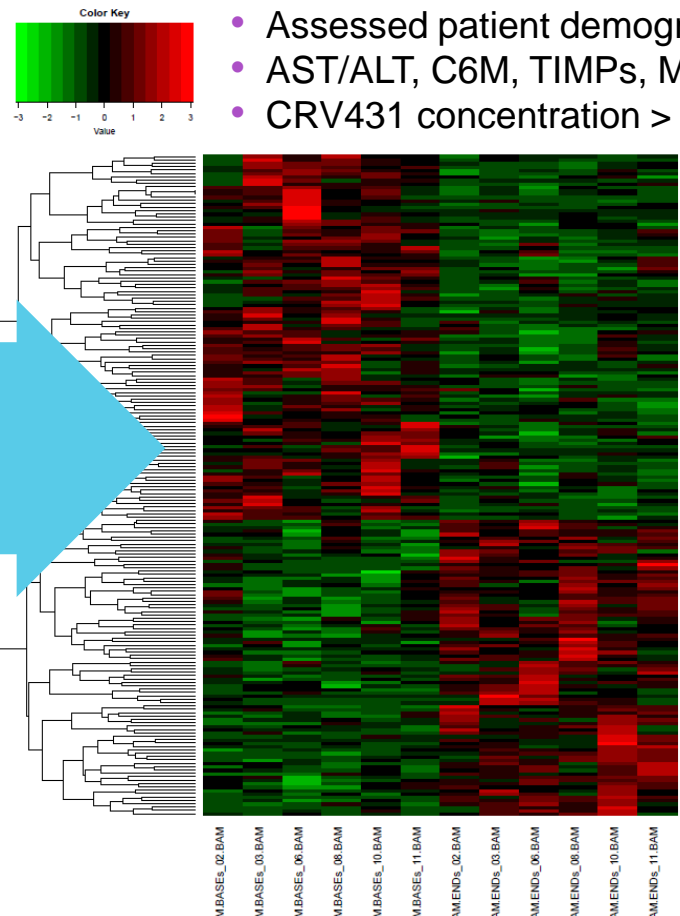 Color Key
−3 −2 −1 0 1 2 3
Value
• Assessed patient
• AST/ALT, C6M, TIMPs,
• CRV431 concentration >
M.BASEs_02.BAM
M.BASEs_03.BAM
M.BASEs_06.BAM
M.BASEs_08.BAM
M.BASEs_10.BAM
M.BASEs_11.BAM
AM.ENDs_02.BAM
AM.ENDs_03.BAM
AM.ENDs_06.BAM
AM.ENDs_08.BAM
AM.ENDs_10.BAM
AM.ENDs_11.BAM